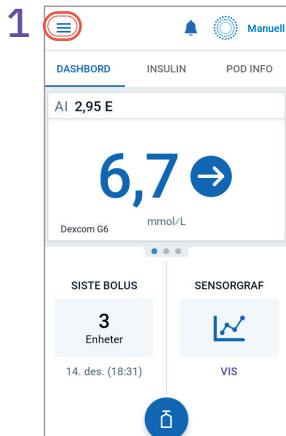 1
Manuell
DASHBORD INSULIN POD INFO
AI 2,95 E
6,7
mmol/L
Dexcom G6
SISTE BOLUS SENSORGRAF
3
Enheter
14. des. (18:31) VIS